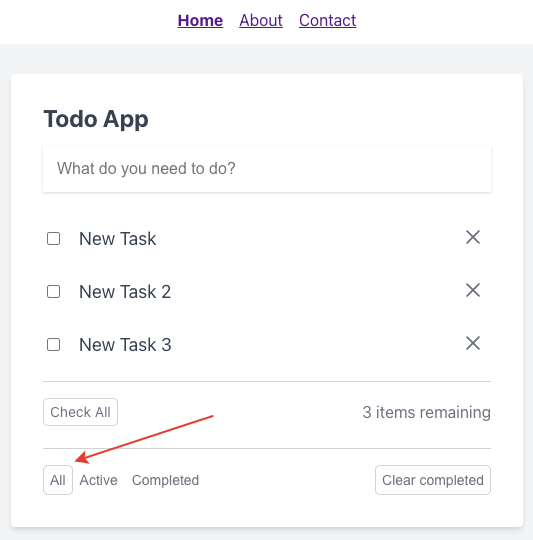 Home About Contact
Todo App
What do you need to do?
New Task
New Task 2
New Task 3
Check All 3 items remaining
All Active Completed Clear completed